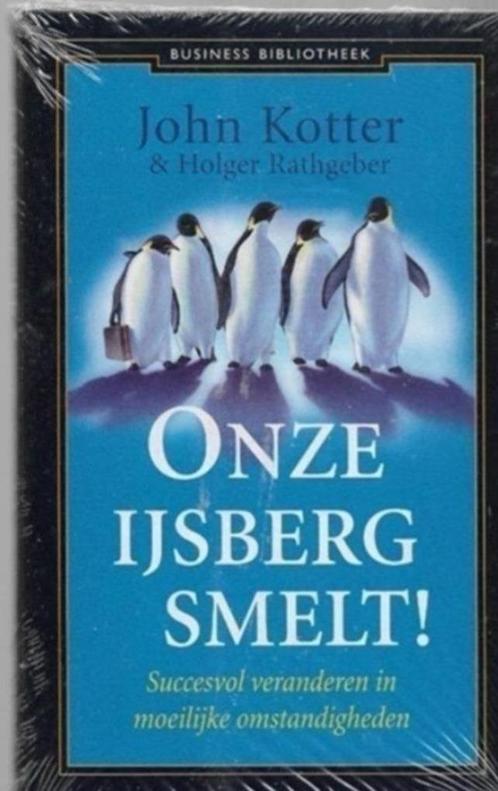 BUSINESS BIBLIOTHEEK
John Kotter
& Holger Rathgeber
ONZE
IJSBERG
SMELT!
Succesvol veranderen in
moeilijke omstandigheden